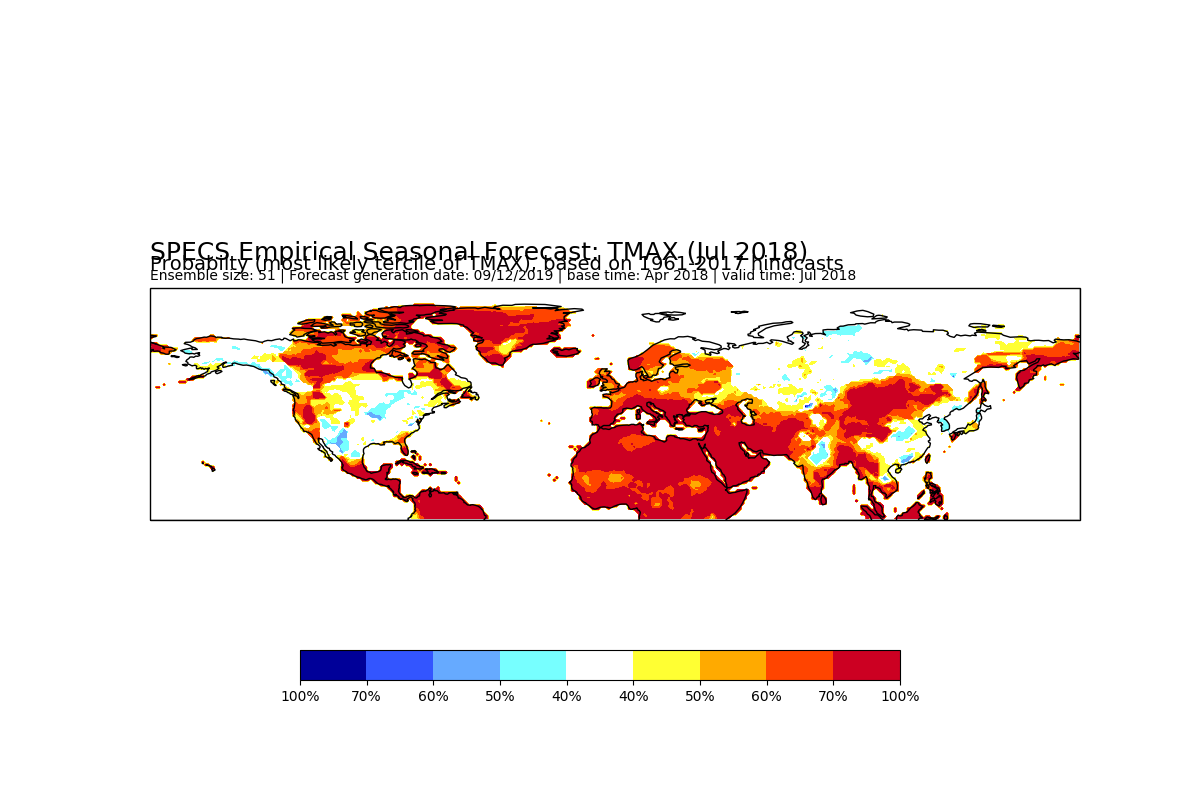 SPECS Empirical Seasonal Forecast: TMAX (Jul 2018)
Probabilty (most likely tercile of TMAX), based on 1961-2017 hindcasts
Ensemble size: 51 | Forecast generation date: 09/12/2019 | base time: Apr 2018 | valid time: Jul 2018
100% 70% 60% 50% 40% 40% 50% 60% 70% 100%